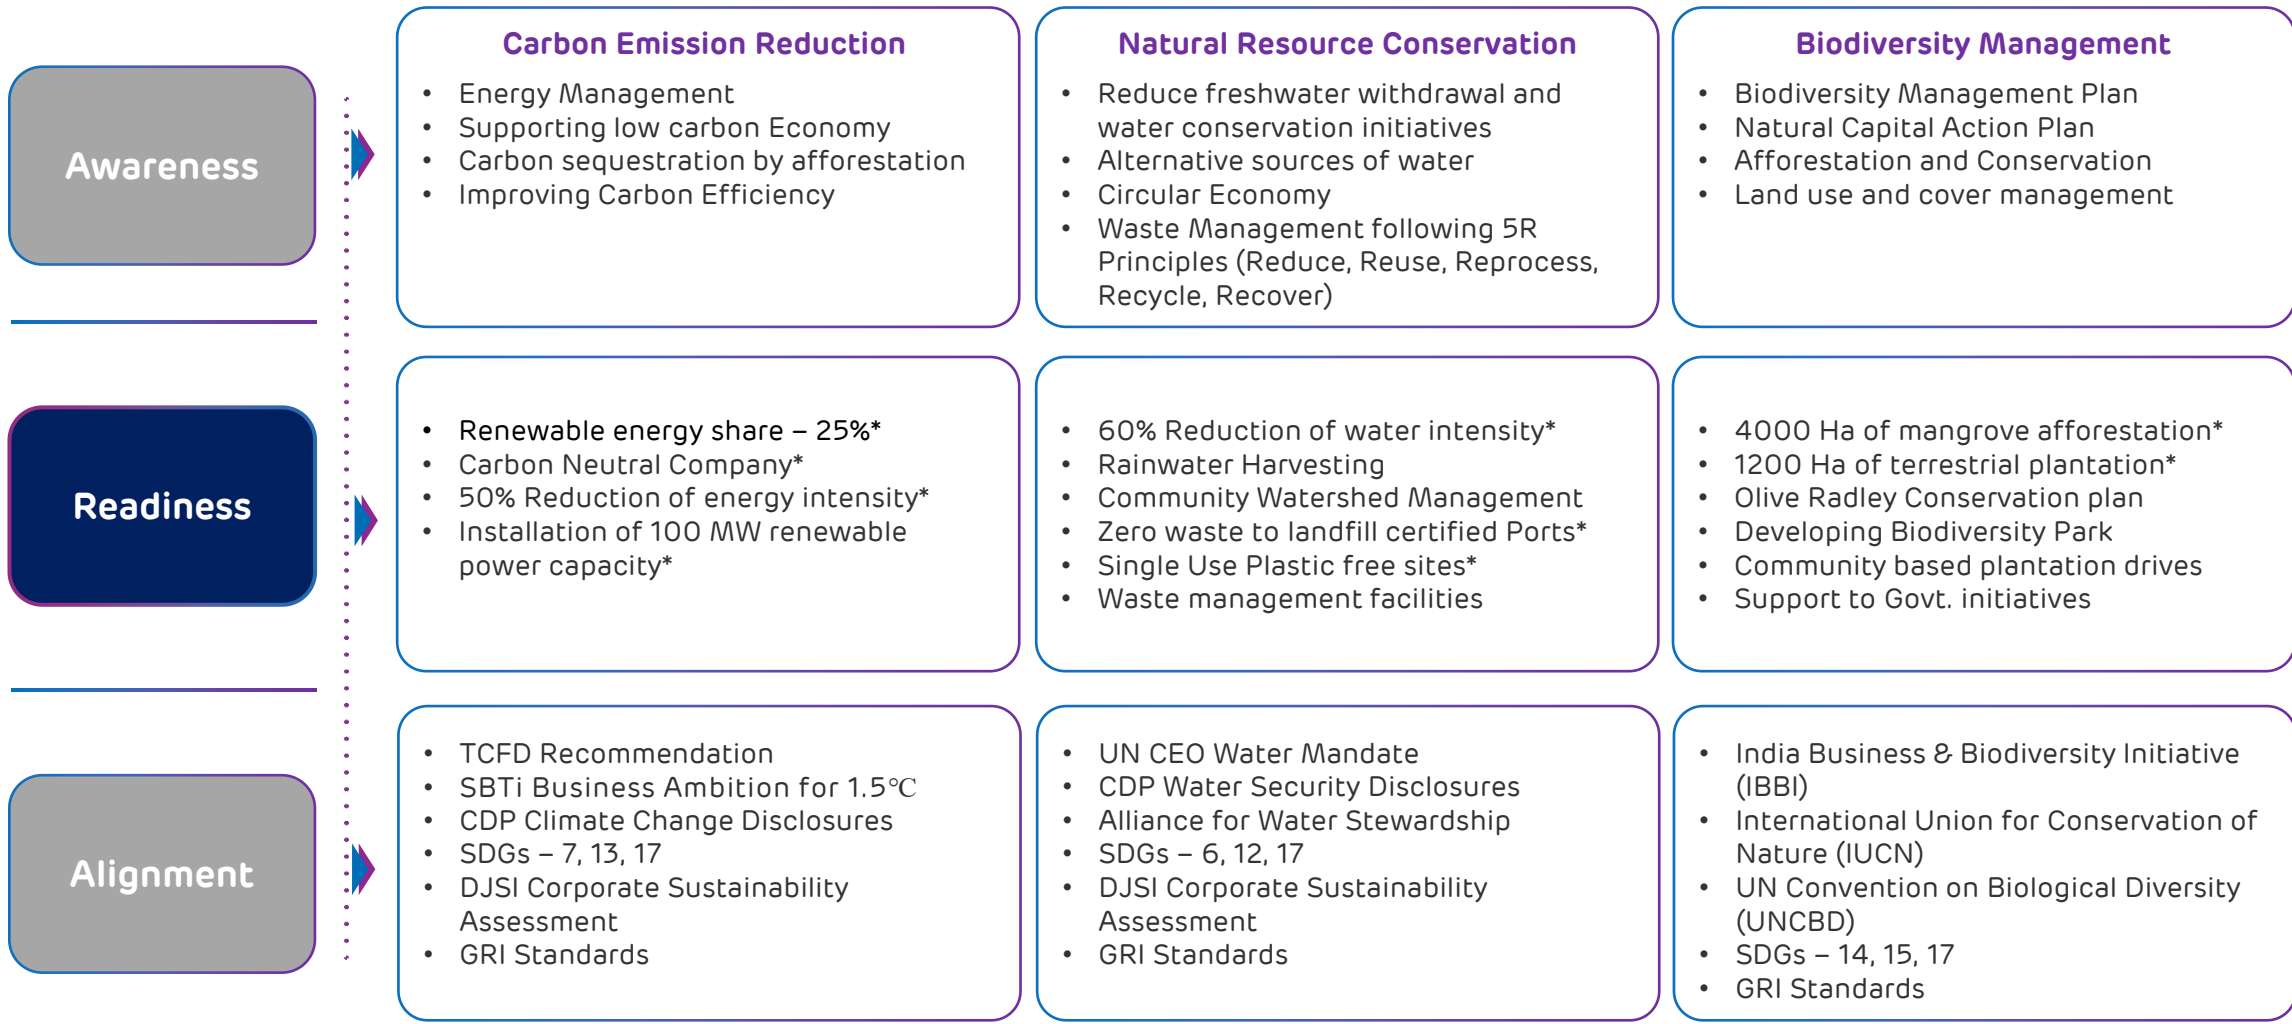 Awareness
Carbon Emission Reduction
• Energy Management
• Supporting low carbon Economy
• Carbon sequestration by afforestation
• Improving Carbon Efficiency
Natural Resource Conservation
• Reduce freshwater withdrawal and
water conservation initiatives
• Alternative sources of water
• Circular Economy
• Waste Management following 5R
Principles (Reduce, Reuse, Reprocess,
Recycle, Recover)
Biodiversity Management
• Biodiversity Management Plan
• Natural Capital Action Plan
• Afforestation and Conservation
• Land use and cover management
Readiness
• Renewable energy share – 25%*
• Carbon Neutral Company*
• 50% Reduction of energy intensity*
• Installation of 100 MW renewable
power capacity*
• 60% Reduction of water intensity*
• Rainwater Harvesting
• Community Watershed Management
• Zero waste to landfill certified Ports*
• Single Use Plastic free sites*
• Waste management facilities
• 4000 Ha of mangrove afforestation*
• 1200 Ha of terrestrial plantation*
• Olive Radley Conservation plan
• Developing Biodiversity Park
• Community based plantation drives
• Support to Govt. initiatives
Alignment
• TCFD Recommendation
• SBTi Business Ambition for 1.5℃
• CDP Climate Change Disclosures
• SDGs – 7, 13, 17
• DJSI Corporate Sustainability
Assessment
• GRI Standards
• UN CEO Water Mandate
• CDP Water Security Disclosures
• Alliance for Water Stewardship
• SDGs – 6, 12, 17
• DJSI Corporate Sustainability
Assessment
• GRI Standards
• India Business & Biodiversity Initiative
(IBBI)
• International Union for Conservation of
Nature (IUCN)
• UN Convention on Biological Diversity
(UNCBD)
• SDGs – 14, 15, 17
• GRI Standards